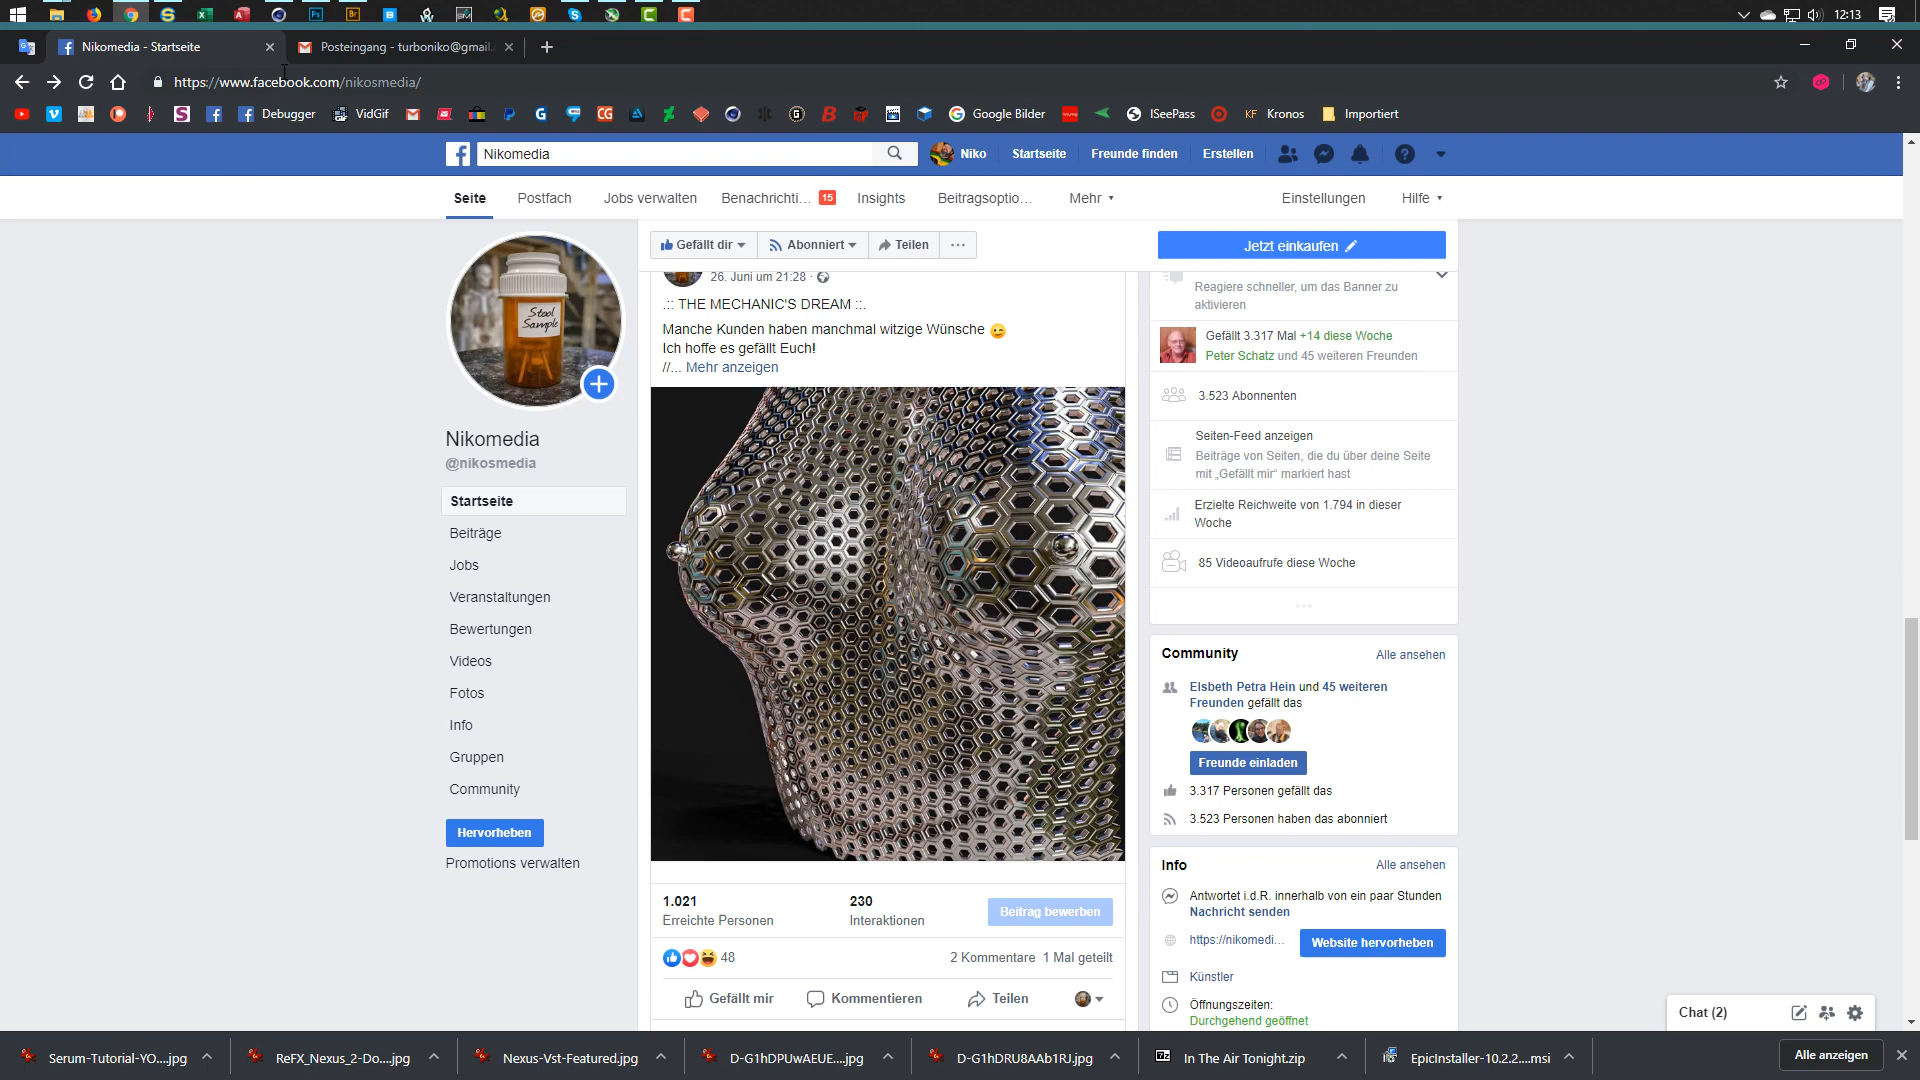 12:13
Nikomedia - Startseite
Posteingang - turboniko@gmail.
https://www.facebook.com/nikosmedia/
Debugger
VidGif
Google Bilder
ISeePass
KF Kronos
Importiert
Nikomedia
Niko
Startseite
Freunde finden
Erstellen
Seite
Postfach
Jobs verwalten
Benachrichti... 15
Insights
Beitragsoptio...
Mehr
Einstellungen
Hilfe
Gefällt dir
Abonniert
Teilen
Jetzt einkaufen
Stool
Sample
Nikomedia
@nikosmedia
Startseite
Beiträge
Jobs
Veranstaltungen
Bewertungen
Videos
Fotos
Info
Gruppen
Community
Hervorheben
Promotions verwalten
26. Juni um 21:28
.:: THE MECHANIC'S DREAM ::.
Manche Kunden haben manchmal witzige Wünsche 😉
Ich hoffe es gefällt Euch!
//... Mehr anzeigen
1.021
Erreichte Personen
230
Interaktionen
Beitrag bewerben
48
2 Kommentare 1 Mal geteilt
Gefällt mir
Kommentieren
Teilen
Reagiere schneller, um das Banner zu
aktivieren
Gefällt 3.317 Mal +14 diese Woche
Peter Schatz und 45 weiteren Freunden
3.523 Abonnenten
Seiten-Feed anzeigen
Beiträge von Seiten, die du über deine Seite
mit „Gefällt mir“ markiert hast
Erzielte Reichweite von 1.794 in dieser
Woche
85 Videoaufrufe diese Woche
Community
Alle ansehen
Elsbeth Petra Hein und 45 weiteren
Freunden gefällt das
Freunde einladen
3.317 Personen gefällt das
3.523 Personen haben das abonniert
Info
Alle ansehen
Antwortet i.d.R. innerhalb von ein paar Stunden
Nachricht senden
https://nikomedi...
Website hervorheben
Künstler
Öffnungszeiten:
Durchgehend geöffnet
Chat (2)
Serum-Tutorial-YO....jpg
ReFX_Nexus_2-Do....jpg
Nexus-Vst-Featured.jpg
D-G1hDPUwAEUE....jpg
D-G1hDRU8AAb1RJ.jpg
In The Air Tonight.zip
EpicInstaller-10.2.2....msi
Alle anzeigen